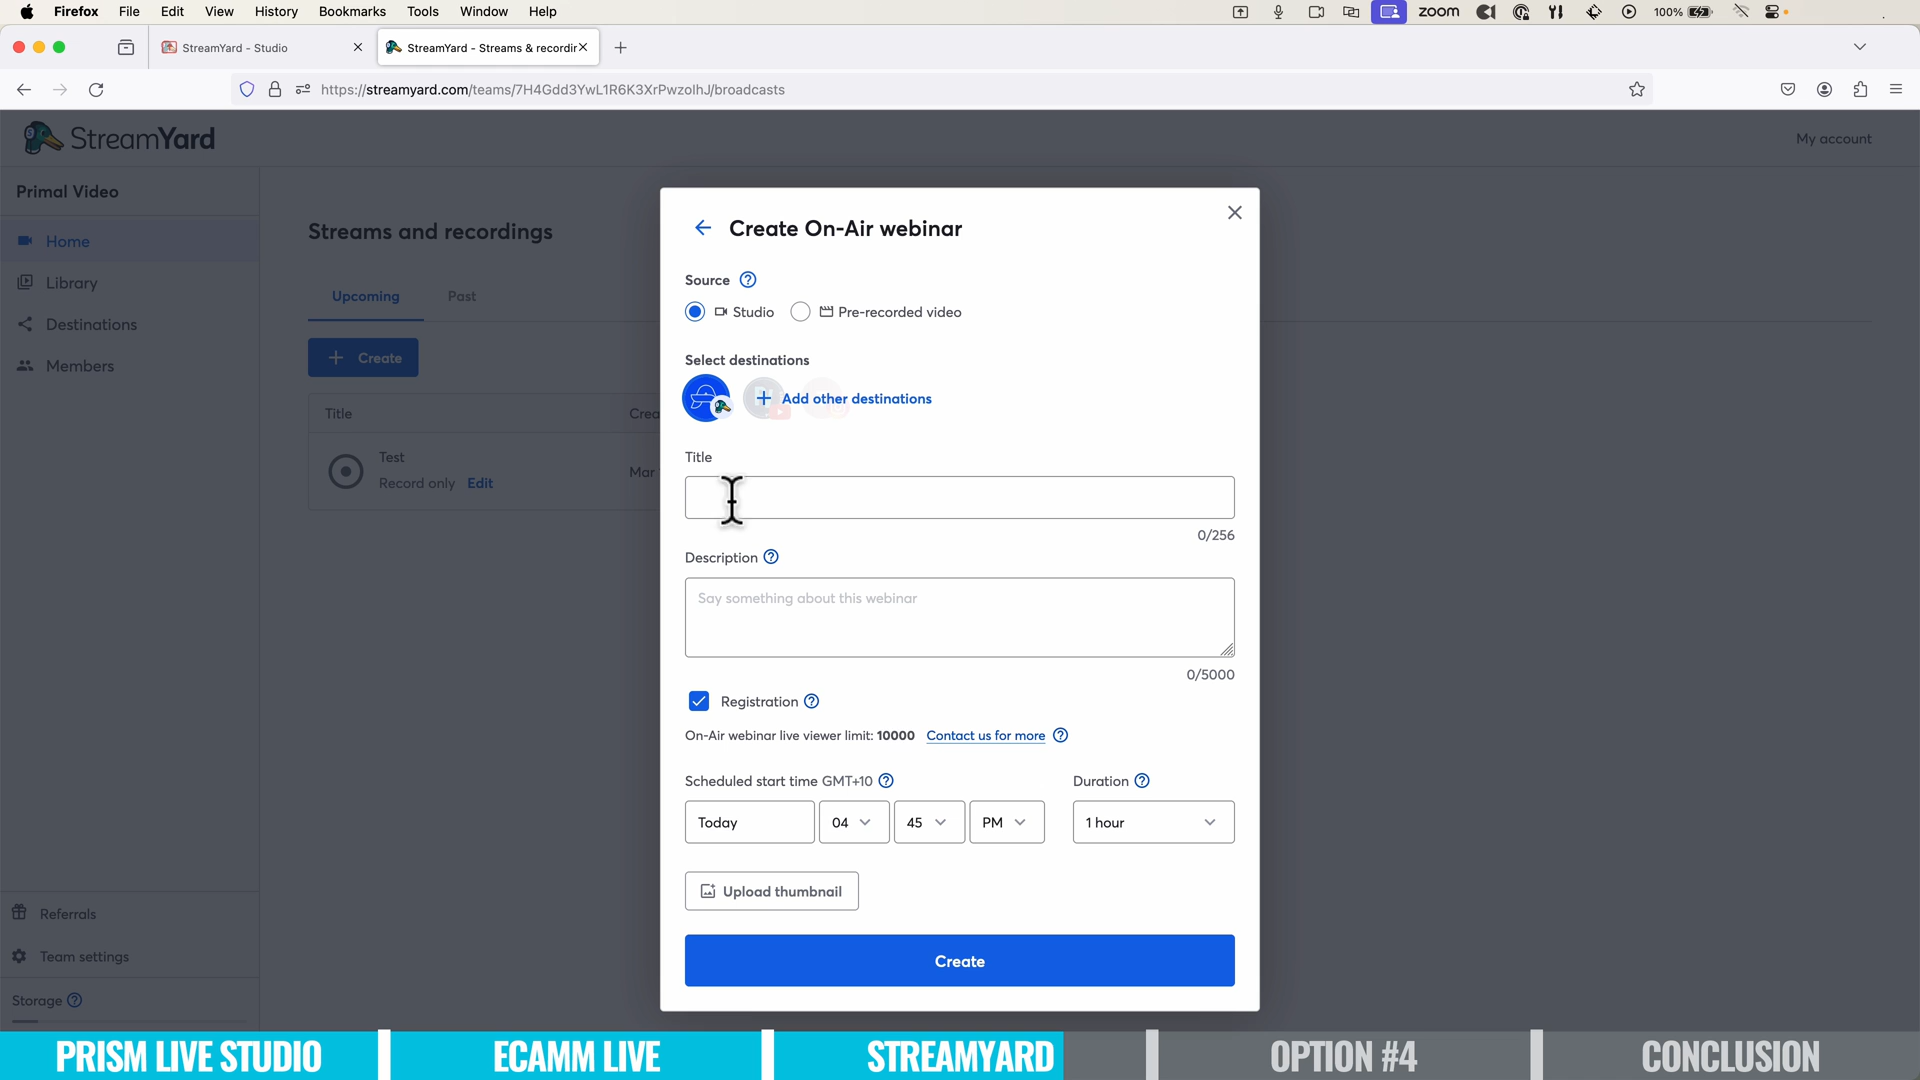 Firefox File Edit View History Bookmarks Tools Window Help
zoom 100%
StreamYard - Studio
StreamYard - Streams & recordin
https://streamyard.com/teams/7H4Gdd3YwL1R6K3XrPwzolhJ/broadcasts
StreamYard
My account
Primal Video
Home
Library
Destinations
Members
Referrals
Team settings
Storage
Streams and recordings
Upcoming Past
+ Create
Title Crea
Test
Record only Edit
Mar
Create On-Air webinar
Source
Studio Pre-recorded video
Select destinations
+ Add other destinations
Title
0/256
Description
Say something about this webinar
0/5000
Registration
On-Air webinar live viewer limit: 10000 Contact us for more
Scheduled start time GMT+10 Duration
Today 04 45 PM 1 hour
Upload thumbnail
Create
PRISM LIVE STUDIO ECAMM LIVE STREAMYARD OPTION #4 CONCLUSION